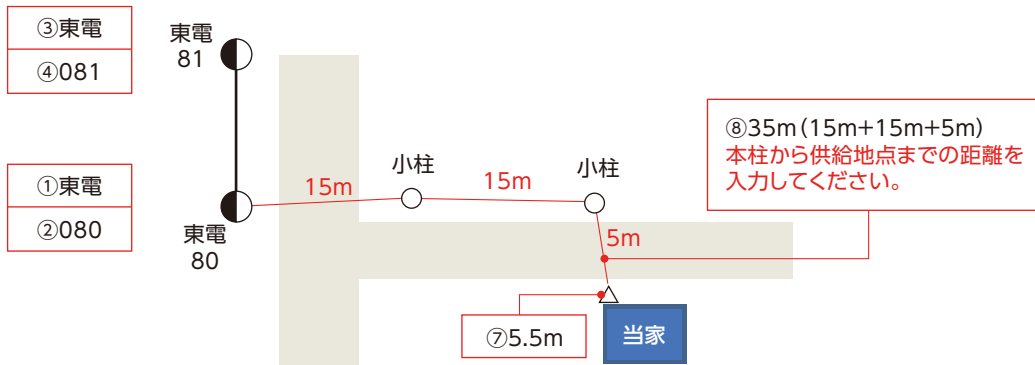 ③東電
④081
東電
81
①東電
②080
東電
80
15m
小柱
15m
小柱
5m
⑧35m(15m+15m+5m)
本柱から供給地点までの距離を
入力してください。
⑦5.5m
当家